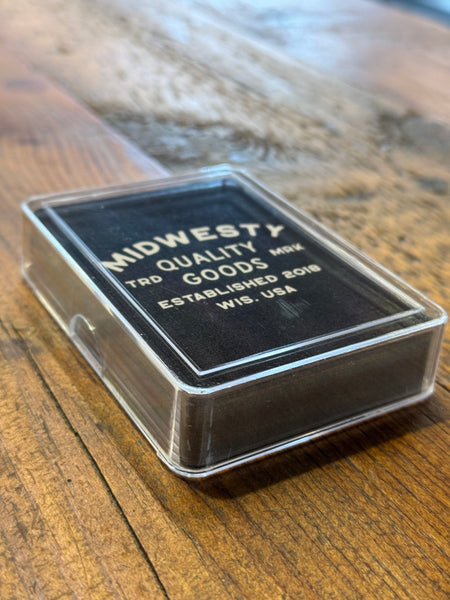 MIDWESTY
QUALITY
TRD GOODS MRK
ESTABLISHED 2018
WIS. USA